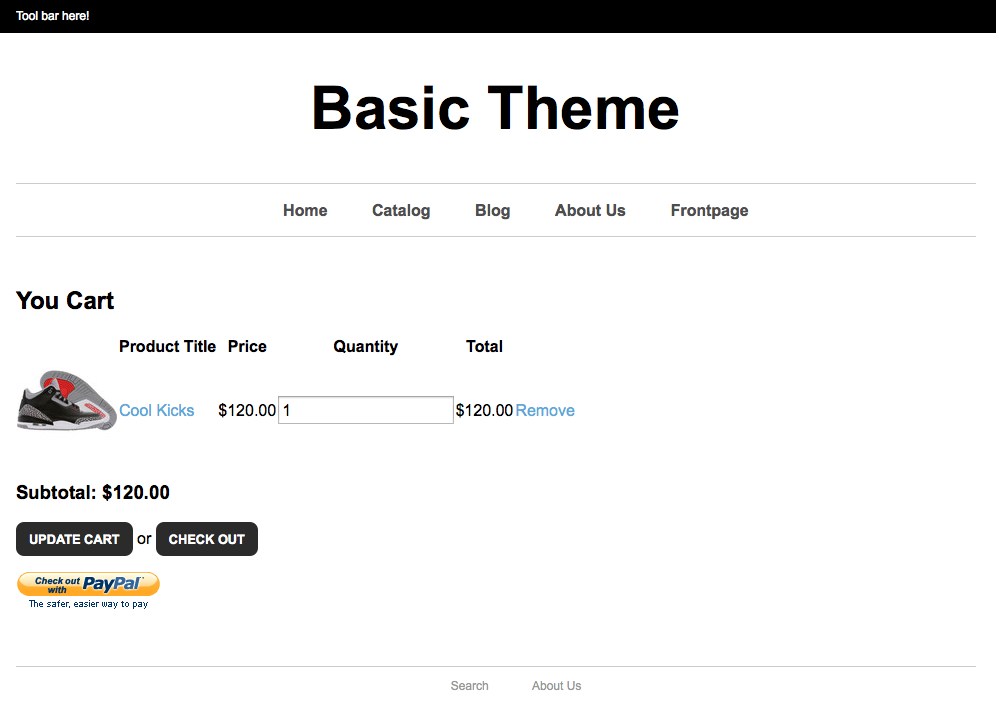 Tool bar here!
Basic Theme
Home Catalog Blog About Us Frontpage
You Cart
Product Title Price Quantity Total
Cool Kicks $120.00 1 $120.00 Remove
Subtotal: $120.00
UPDATE CART or CHECK OUT
Check out with PayPal
The safer, easier way to pay
Search About Us